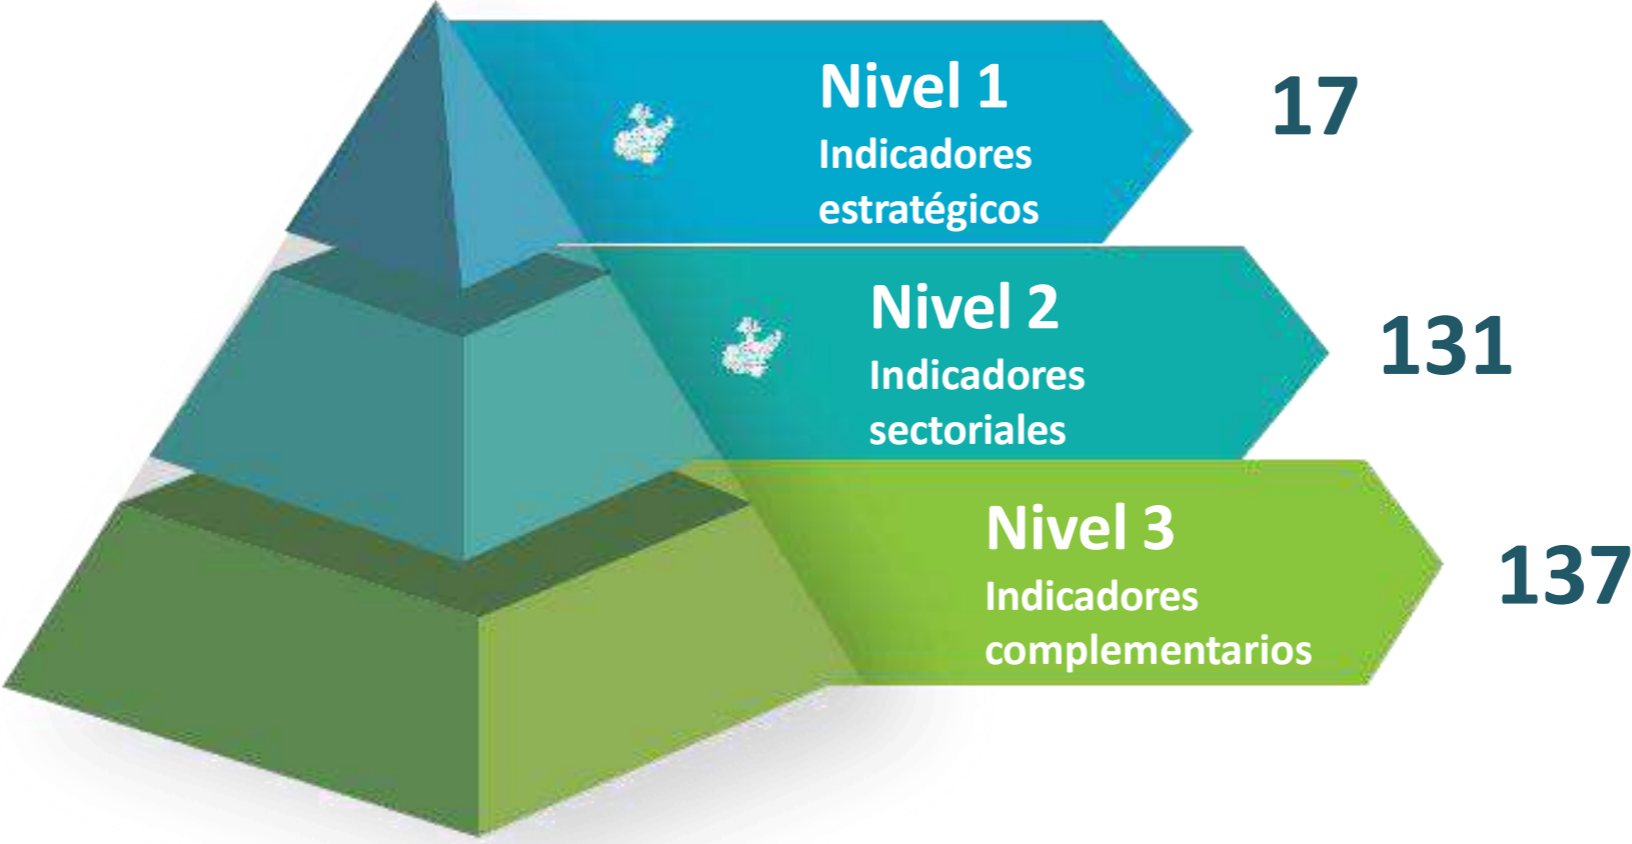 Nivel 1
Indicadores
estratégicos
17
Nivel 2
Indicadores
sectoriales
131
Nivel 3
Indicadores
complementarios
137